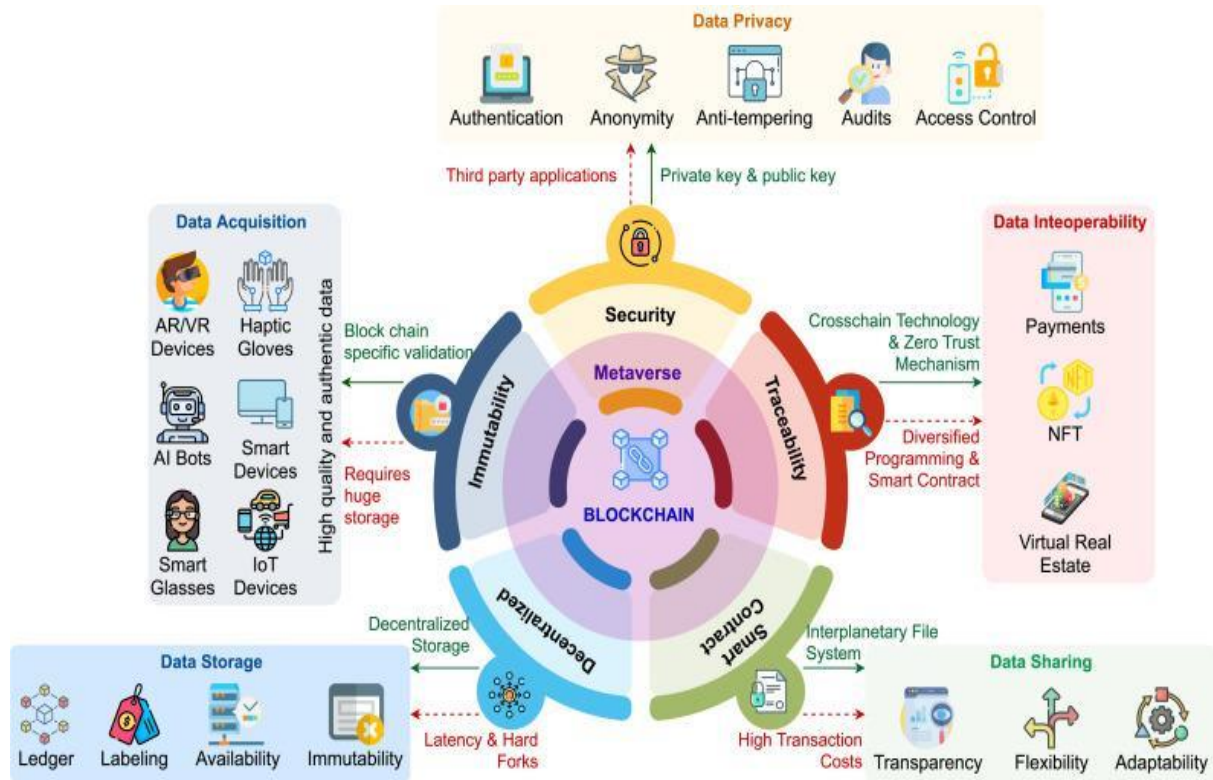 Data Privacy
Authentication
Anonymity
Anti-tempering
Audits
Access Control
Third party applications
Private key & public key
Data Acquisition
AR/VR
Devices
Haptic
Gloves
AI Bots
Smart
Devices
Smart
Glasses
IoT
Devices
High quality and authentic data
Block chain
specific validation
Requires
huge
storage
Security
Immutability
Traceability
Decentralized
Smart
Contract
Metaverse
BLOCKCHAIN
Crosschain Technology
& Zero Trust
Mechanism
Diversified
Programming &
Smart Contract
Data Inteoperability
Payments
NFT
NFT
Virtual Real
Estate
Decentralized
Storage
Latency & Hard
Forks
Data Storage
Ledger
Labeling
Availability
Immutability
Interplanetary File
System
High Transaction
Costs
Data Sharing
Transparency
Flexibility
Adaptability